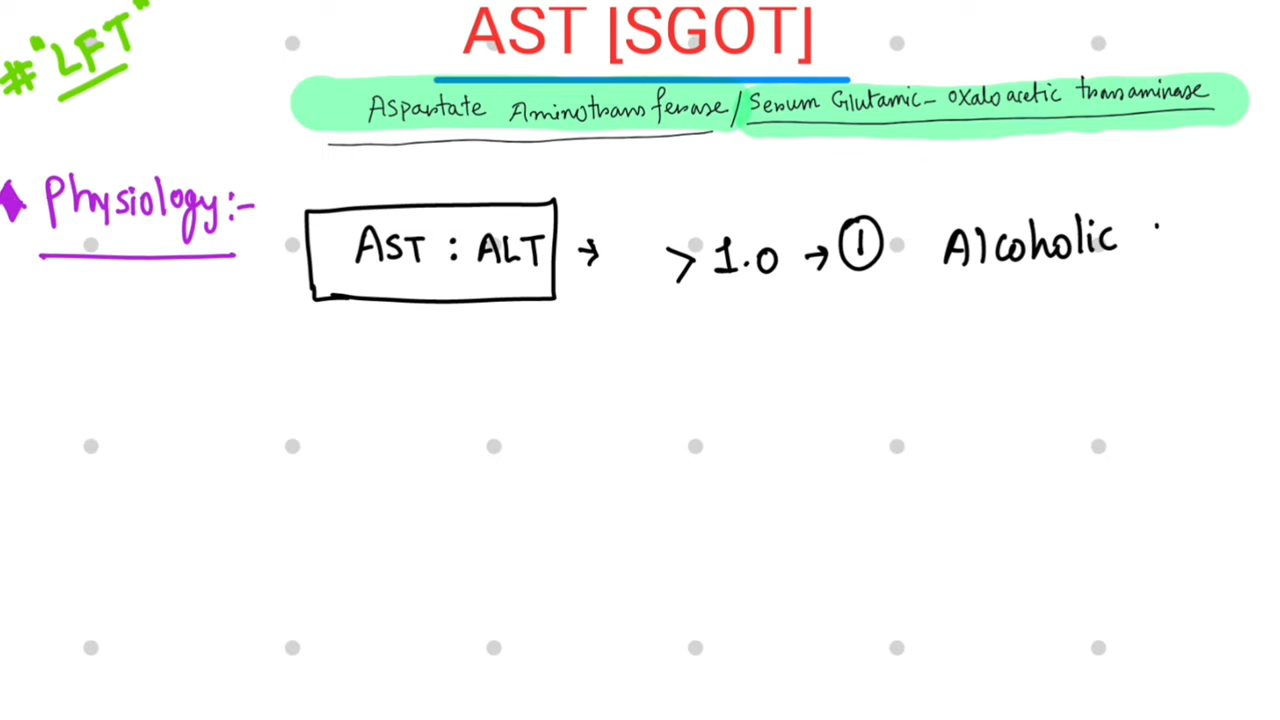 # "LFT"
AST [SGOT]
Aspartate Aminotransferase / Serum Glutamic - oxaloacetic transaminase
Physiology:-
AST : ALT → > 1.0 → ① Alcoholic